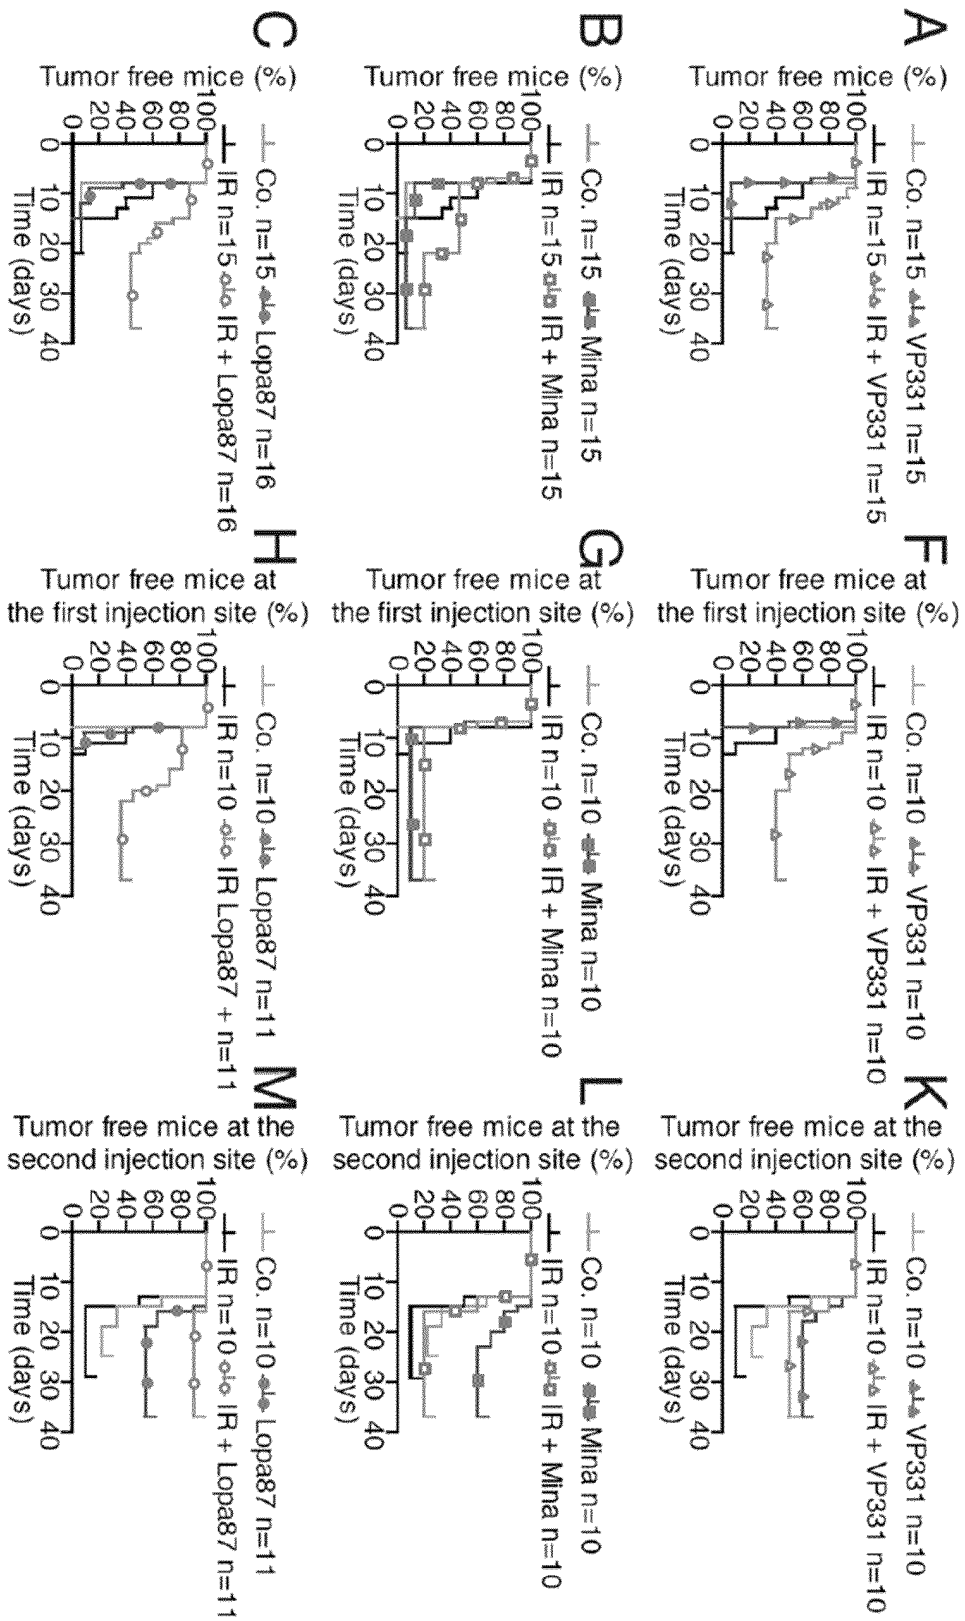 A
Co. n=15 VP331 n=15
IR n=15 IR + VP331 n=15
Tumor free mice (%)
100
80
60
40
20
0
0 10 20 30 40
Time (days)
F
Co. n=10 VP331 n=10
IR n=10 IR + VP331 n=10
Tumor free mice at
the first injection site (%)
100
80
60
40
20
0
0 10 20 30 40
Time (days)
K
Co. n=10 VP331 n=10
IR n=10 IR + VP331 n=10
Tumor free mice at the
second injection site (%)
100
80
60
40
20
0
0 10 20 30 40
Time (days)
B
Co. n=15 Mina n=15
IR n=15 IR + Mina n=15
Tumor free mice (%)
100
80
60
40
20
0
0 10 20 30 40
Time (days)
G
Co. n=10 Mina n=10
IR n=10 IR + Mina n=10
Tumor free mice at
the first injection site (%)
100
80
60
40
20
0
0 10 20 30 40
Time (days)
L
Co. n=10 Mina n=10
IR n=10 IR + Mina n=10
Tumor free mice at the
second injection site (%)
100
80
60
40
20
0
0 10 20 30 40
Time (days)
C
Co. n=15 Lopa87 n=16
IR n=15 IR + Lopa87 n=16
Tumor free mice (%)
100
80
60
40
20
0
0 10 20 30 40
Time (days)
H
Co. n=10 Lopa87 n=11
IR n=10 IR Lopa87 + n=11
Tumor free mice at
the first injection site (%)
100
80
60
40
20
0
0 10 20 30 40
Time (days)
M
Co. n=10 Lopa87 n=11
IR n=10 IR + Lopa87 n=11
Tumor free mice at the
second injection site (%)
100
80
60
40
20
0
0 10 20 30 40
Time (days)